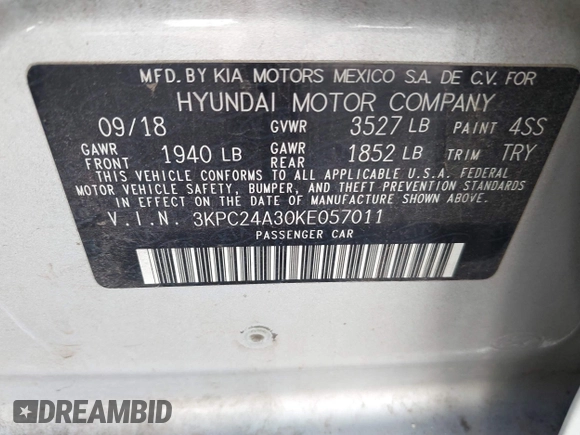 MFD. BY KIA MOTORS MEXICO S.A. DE C.V. FOR
HYUNDAI MOTOR COMPANY
09/18 GVWR 3527 LB PAINT 4SS
GAWR FRONT 1940 LB GAWR REAR 1852 LB TRIM TRY
THIS VEHICLE CONFORMS TO ALL APPLICABLE U.S.A. FEDERAL
MOTOR VEHICLE SAFETY, BUMPER, AND THEFT PREVENTION STANDARDS
IN EFFECT ON THE DATE OF MANUFACTURE SHOWN ABOVE.
V.I.N. 3KPC24A30KE057011
PASSENGER CAR
DREAMBID